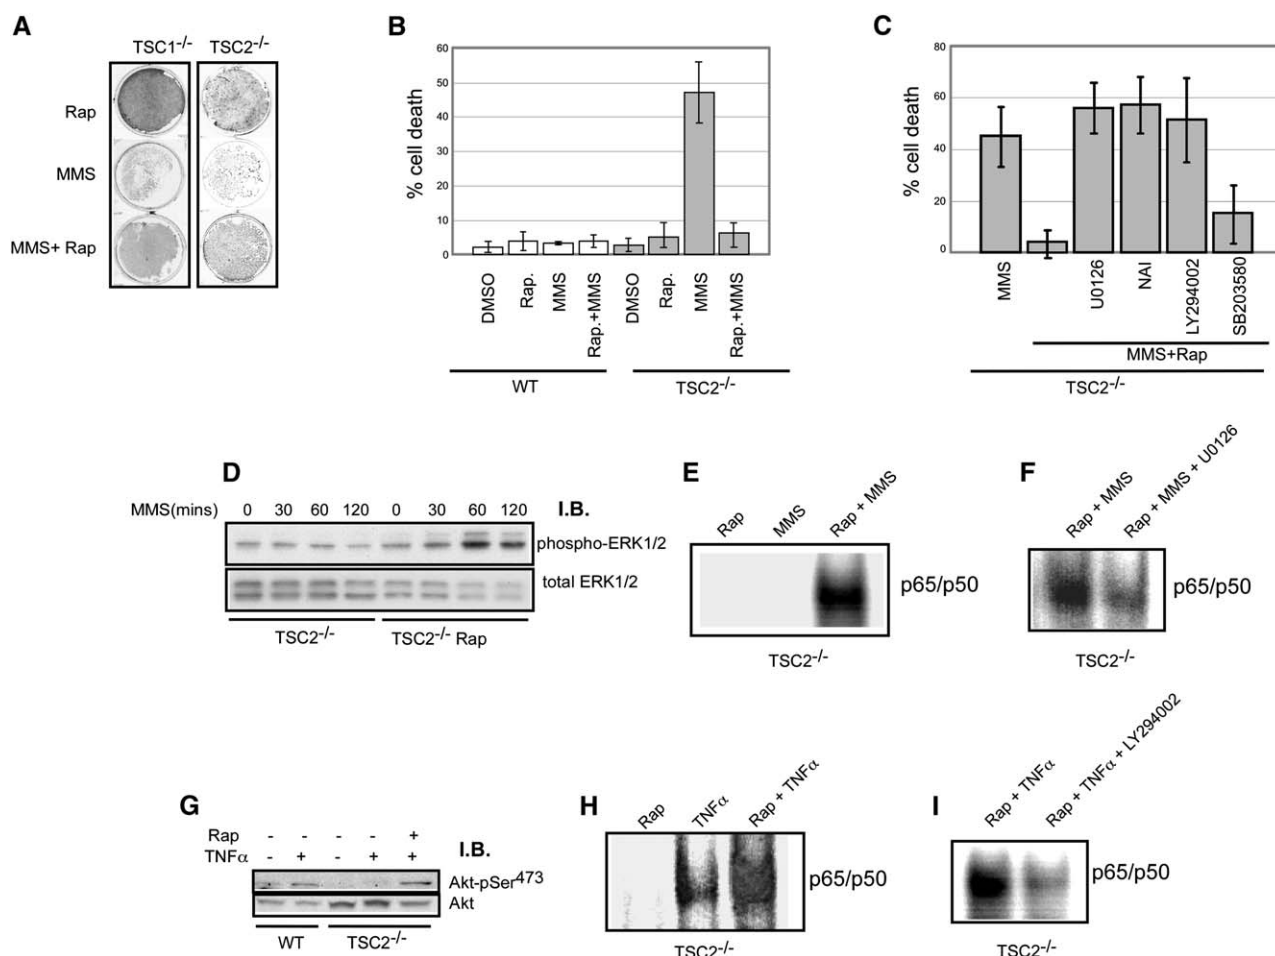 A
TSC1-/- TSC2-/-
Rap
MMS
MMS+ Rap
B
% cell death
60
50
40
30
20
10
0
DMSO
Rap.
MMS
Rap.+MMS
DMSO
Rap.
MMS
Rap.+MMS
WT
TSC2-/-
C
% cell death
80
60
40
20
0
MMS
U0126
NAI
LY294002
SB203580
MMS+Rap
TSC2-/-
D
MMS(mins) 0 30 60 120 0 30 60 120 I.B.
phospho-ERK1/2
total ERK1/2
TSC2-/- TSC2-/- Rap
E
Rap
MMS
Rap + MMS
p65/p50
TSC2-/-
F
Rap + MMS
Rap + MMS + U0126
p65/p50
TSC2-/-
G
Rap - - - - +
TNFα - + - + + I.B.
Akt-pSer473
Akt
WT TSC2-/-
H
Rap
TNFα
Rap + TNFα
p65/p50
TSC2-/-
I
Rap + TNFα
Rap + TNFα + LY294002
p65/p50
TSC2-/-